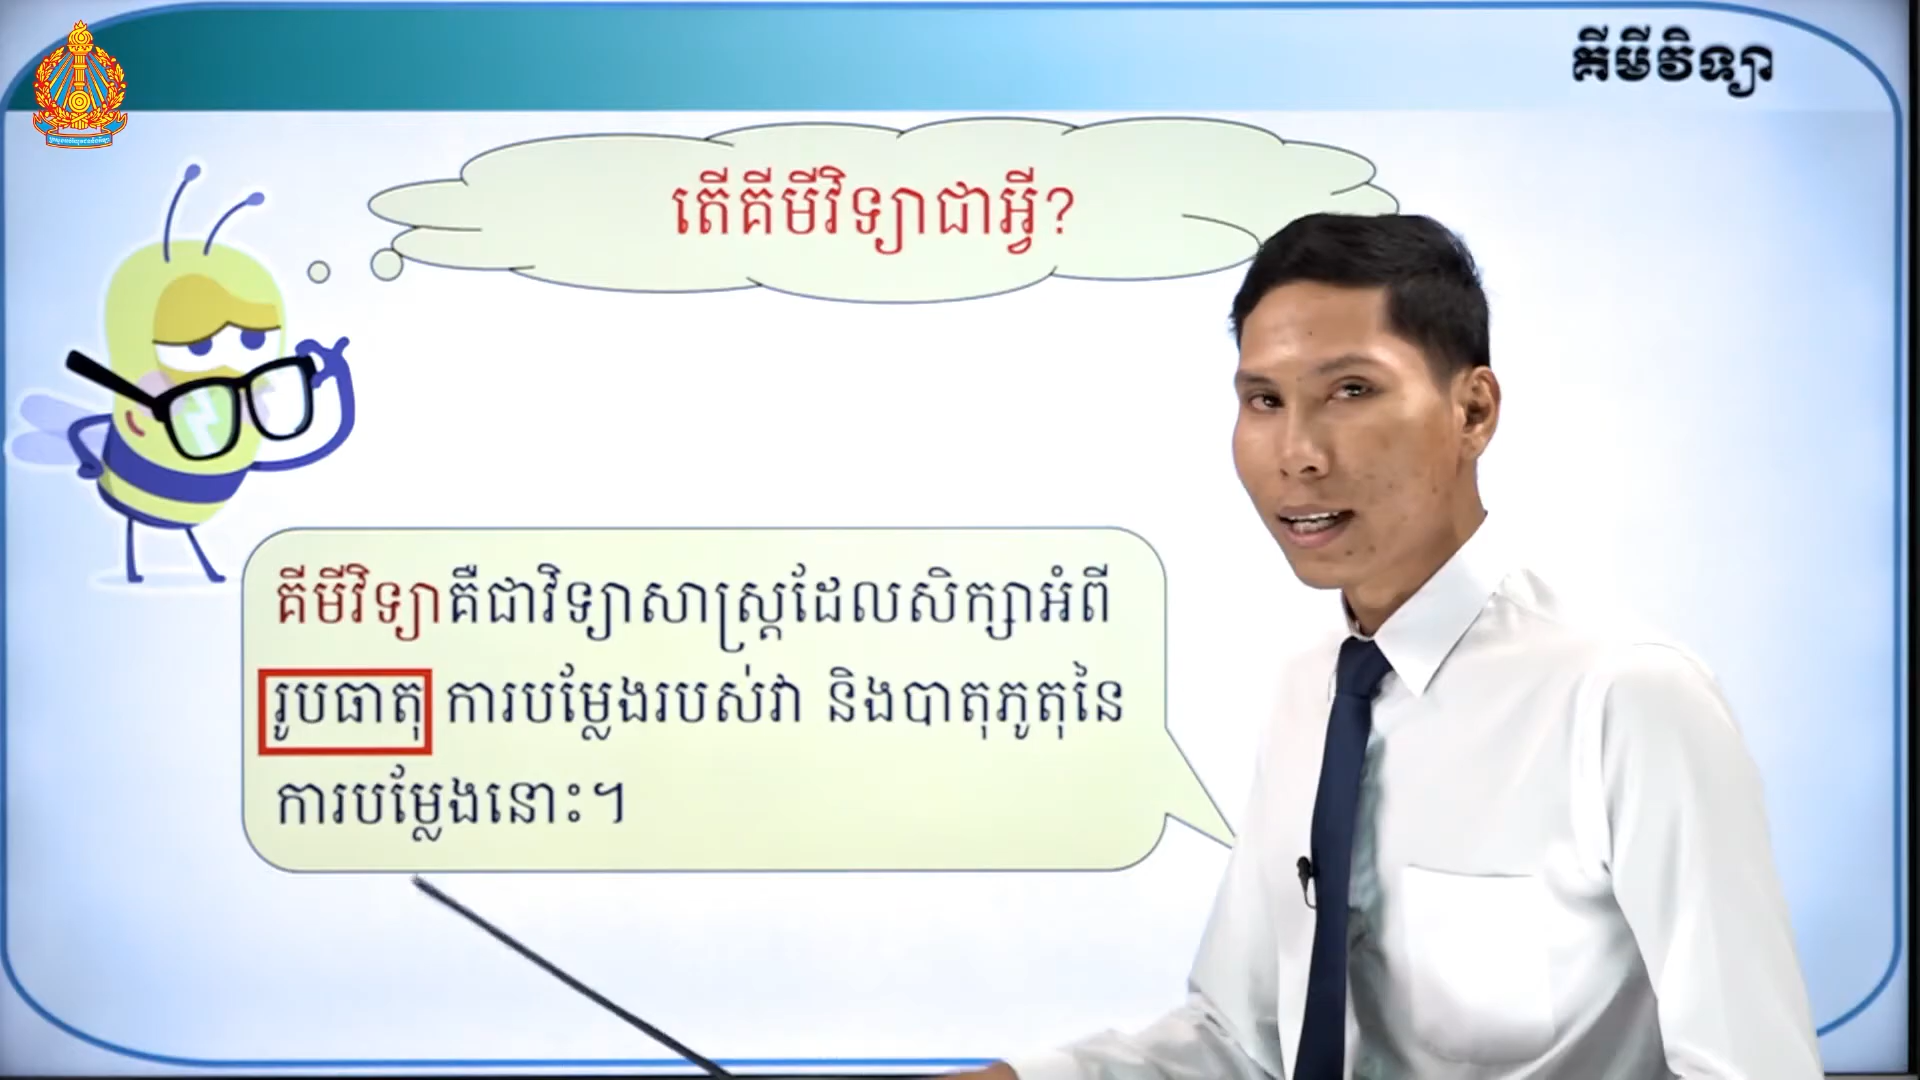 គីមីវិទ្យា
តើគីមីវិទ្យាជាអ្វី?
គីមីវិទ្យាគឺជាវិទ្យាសាស្ត្រដែលសិក្សាអំពី
រូបធាតុ ការបម្លែងរបស់វា និងបាតុភូតនៃ
ការបម្លែងនោះ។